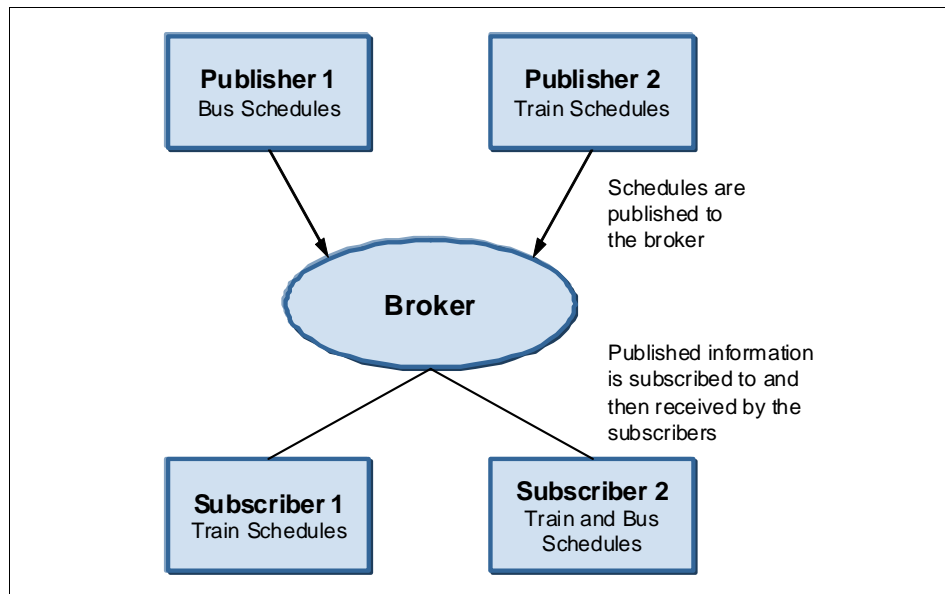 Publisher 1
Bus Schedules
Publisher 2
Train Schedules
Schedules are
published to
the broker
Broker
Published information
is subscribed to and
then received by the
subscribers
Subscriber 1
Train Schedules
Subscriber 2
Train and Bus
Schedules